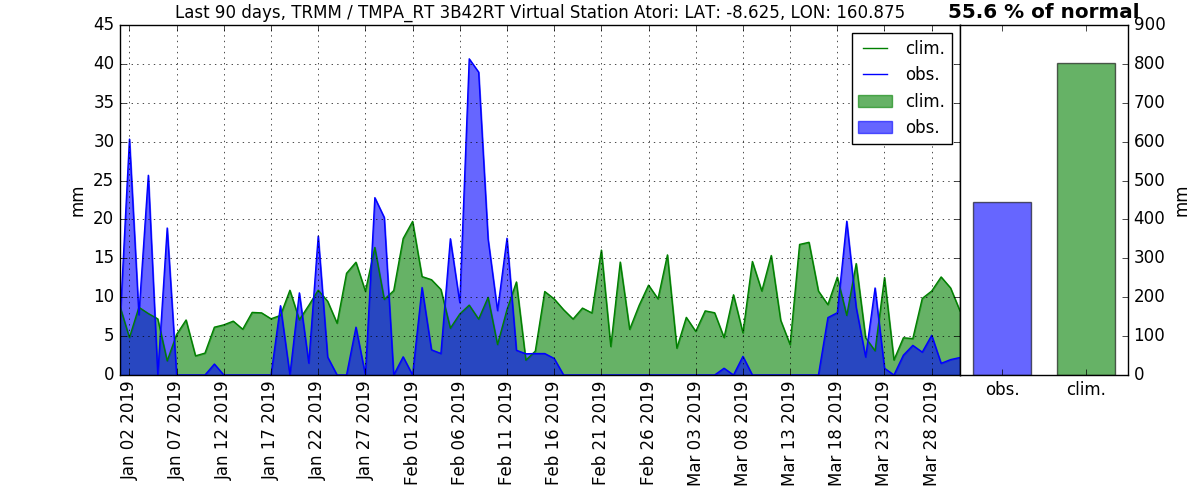 Last 90 days, TRMM / TMPA_RT 3B42RT Virtual Station Atori: LAT: -8.625, LON: 160.875
55.6 % of normal
45
40
35
30
25
20
15
10
5
0
mm
clim.
obs.
clim.
obs.
Jan 02 2019
Jan 07 2019
Jan 12 2019
Jan 17 2019
Jan 22 2019
Jan 27 2019
Feb 01 2019
Feb 06 2019
Feb 11 2019
Feb 16 2019
Feb 21 2019
Feb 26 2019
Mar 03 2019
Mar 08 2019
Mar 13 2019
Mar 18 2019
Mar 23 2019
Mar 28 2019
900
800
700
600
500
400
300
200
100
0
mm
obs.
clim.